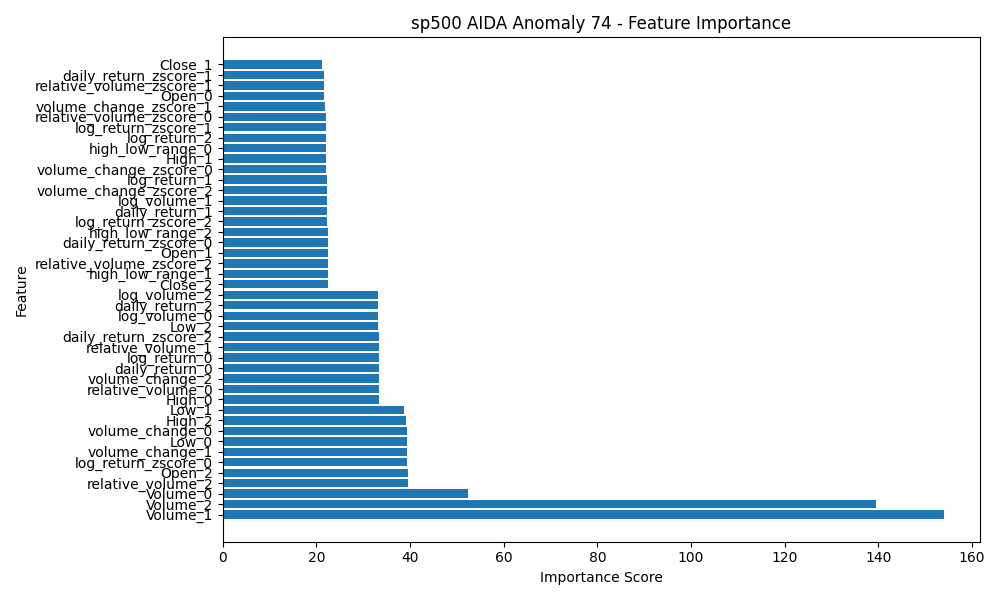 sp500 AIDA Anomaly 74 - Feature Importance
Close_1
daily_return_zscore_1
relative_volume_zscore_1
Open_0
volume_change_zscore_1
relative_volume_zscore_0
log_return_zscore_1
log_return_2
high_low_range_0
High_1
volume_change_zscore_0
log_return_1
volume_change_zscore_2
log_volume_1
daily_return_1
log_return_zscore_2
high_low_range_2
daily_return_zscore_0
Open_1
relative_volume_zscore_2
high_low_range_1
Close_2
log_volume_2
daily_return_2
log_volume_0
Low_2
daily_return_zscore_2
relative_volume_1
log_return_0
daily_return_0
volume_change_2
relative_volume_0
High_0
Low_1
High_2
volume_change_0
Low_0
volume_change_1
log_return_zscore_0
Open_2
relative_volume_2
Volume_0
Volume_2
Volume_1
Feature
0 20 40 60 80 100 120 140 160
Importance Score